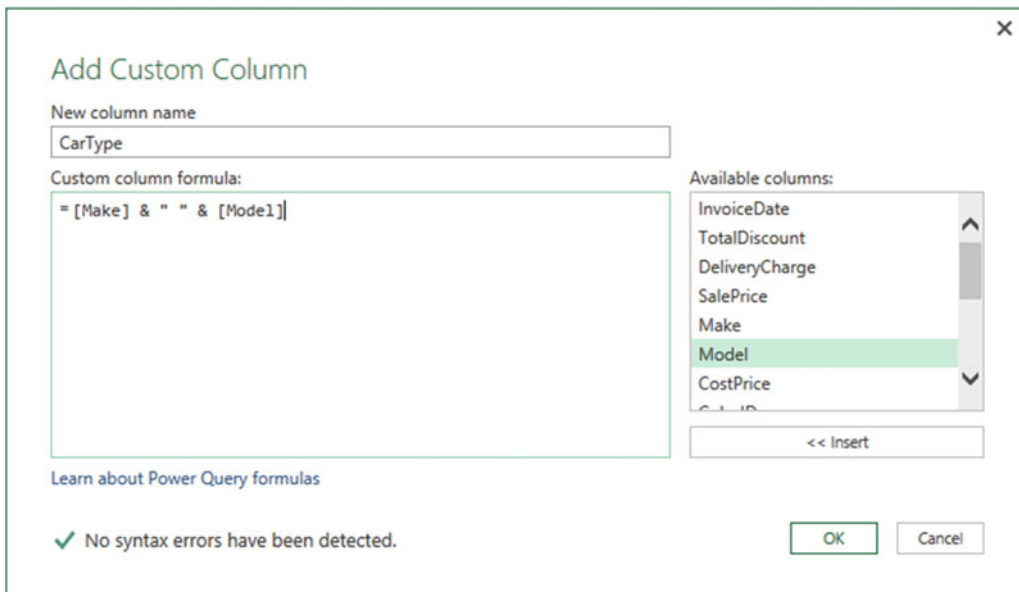 Add Custom Column
New column name
CarType
Custom column formula:
= [Make] & " " & [Model]
Available columns:
InvoiceDate
TotalDiscount
DeliveryCharge
SalePrice
Make
Model
CostPrice
<< Insert
Learn about Power Query formulas
No syntax errors have been detected.
OK
Cancel